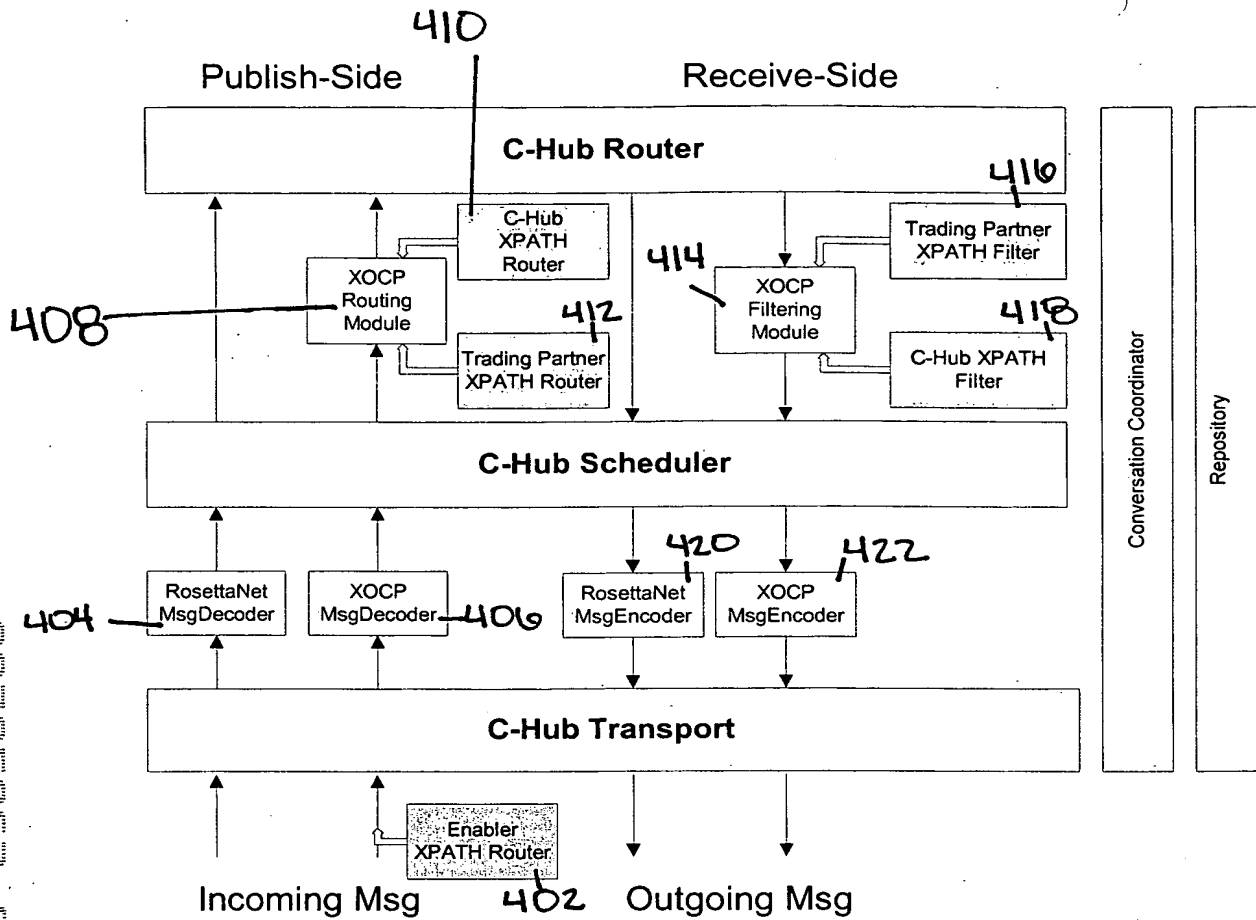 410
Publish-Side
Receive-Side
C-Hub Router
416
C-Hub
XPATH
Router
Trading Partner
XPATH Filter
414
XOCP
Routing
Module
XOCP
Filtering
Module
408
412
418
Trading Partner
XPATH Router
C-Hub XPATH
Filter
Conversation Coordinator
Repository
C-Hub Scheduler
420
422
RosettaNet
MsgDecoder
XOCP
MsgDecoder
RosettaNet
MsgEncoder
XOCP
MsgEncoder
404
406
C-Hub Transport
Enabler
XPATH Router
Incoming Msg
402
Outgoing Msg